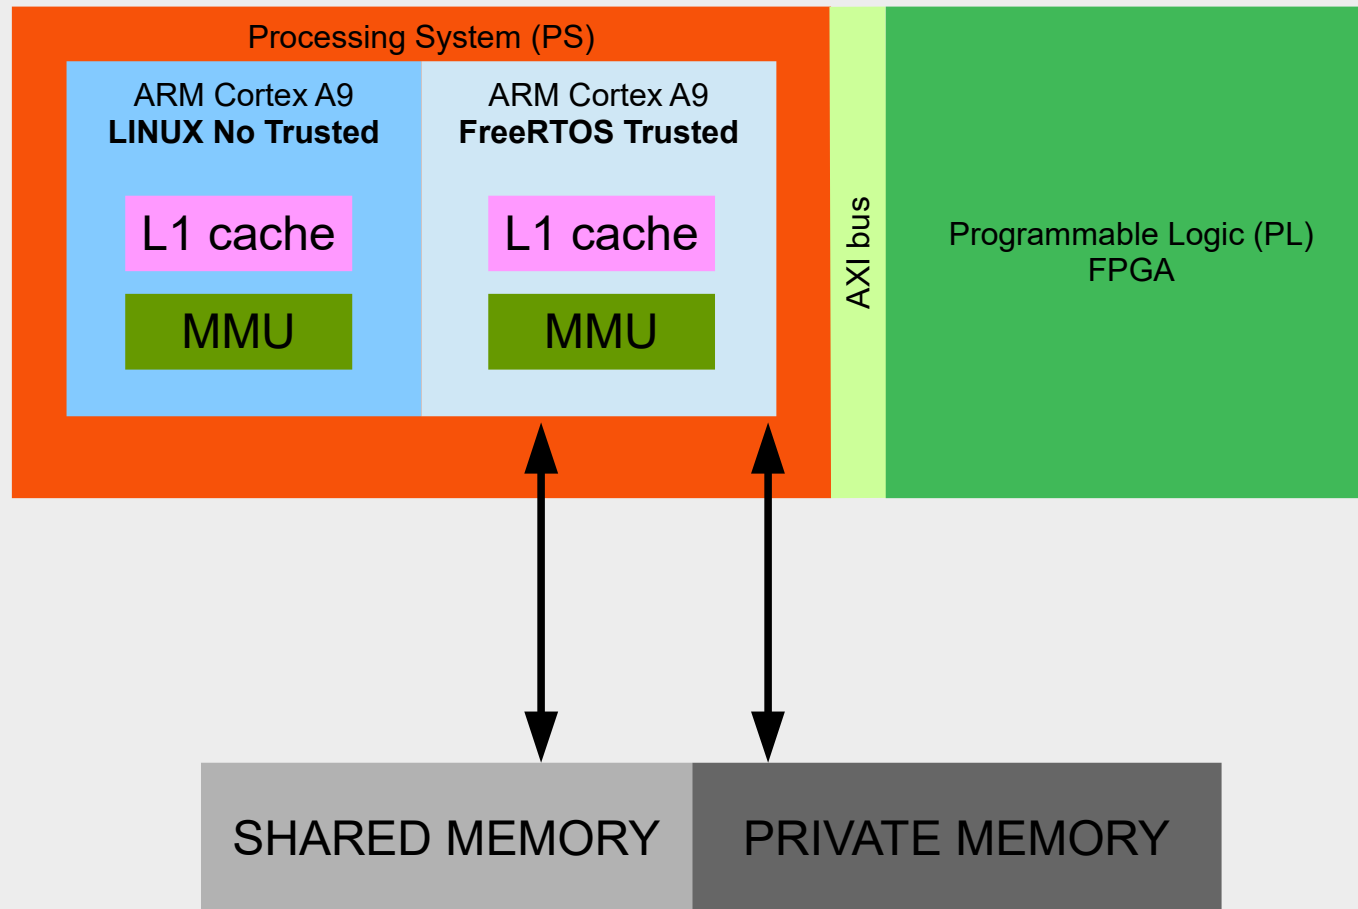 Processing System (PS)
ARM Cortex A9
LINUX No Trusted
L1 cache
MMU
ARM Cortex A9
FreeRTOS Trusted
L1 cache
MMU
AXI bus
Programmable Logic (PL)
FPGA
SHARED MEMORY
PRIVATE MEMORY